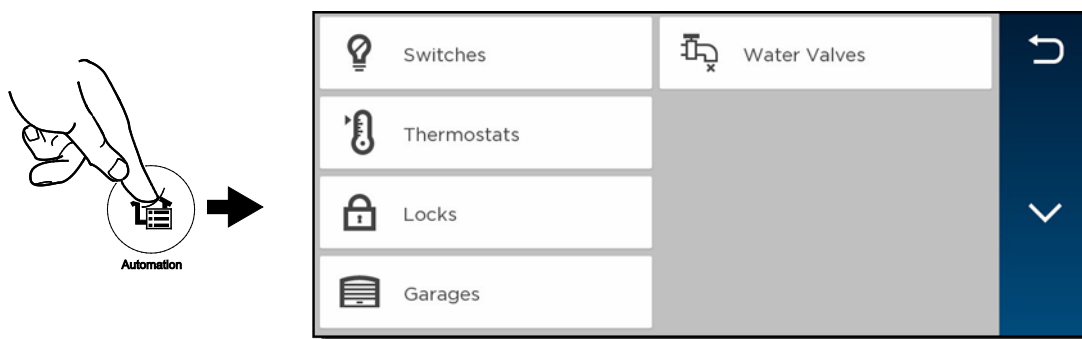 Automation
Switches
Water Valves
Thermostats
Locks
Garages